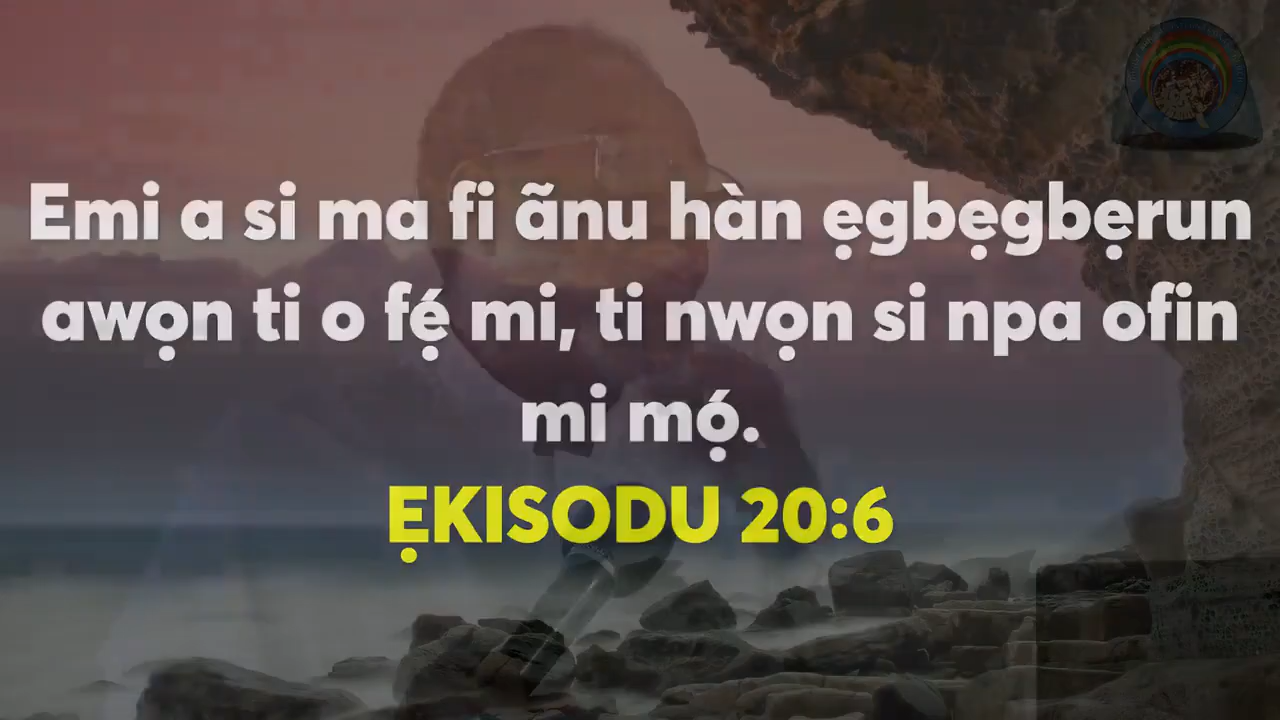 Emi a si ma fi ãnu hàn ẹgbẹgbẹrun
awọn ti o fẹ́ mi, ti nwọn si npa ofin
mi mọ́.
ẸKISODU 20:6